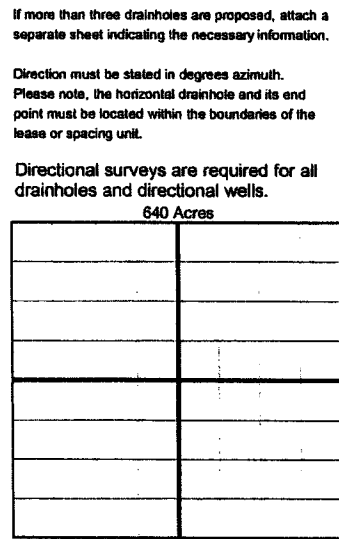 If more than three drainholes are proposed, attach a
separate sheet indicating the necessary information.
Direction must be stated in degrees azimuth.
Please note, the horizontal drainhole and its end
point must be located within the boundaries of the
lease or spacing unit.
Directional surveys are required for all
drainholes and directional wells.
640 Acres